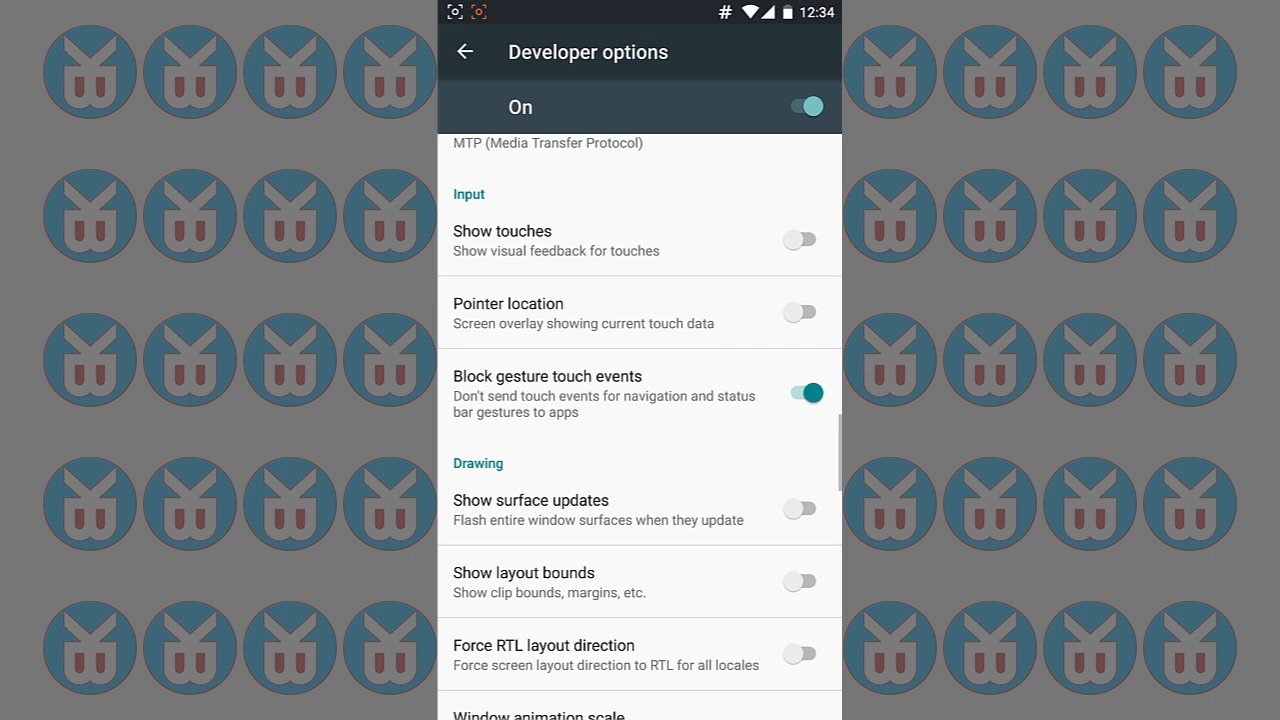 # 12:34
Developer options
On
MTP (Media Transfer Protocol)
Input
Show touches
Show visual feedback for touches
Pointer location
Screen overlay showing current touch data
Block gesture touch events
Don't send touch events for navigation and status
bar gestures to apps
Drawing
Show surface updates
Flash entire window surfaces when they update
Show layout bounds
Show clip bounds, margins, etc.
Force RTL layout direction
Force screen layout direction to RTL for all locales
Window animation scale